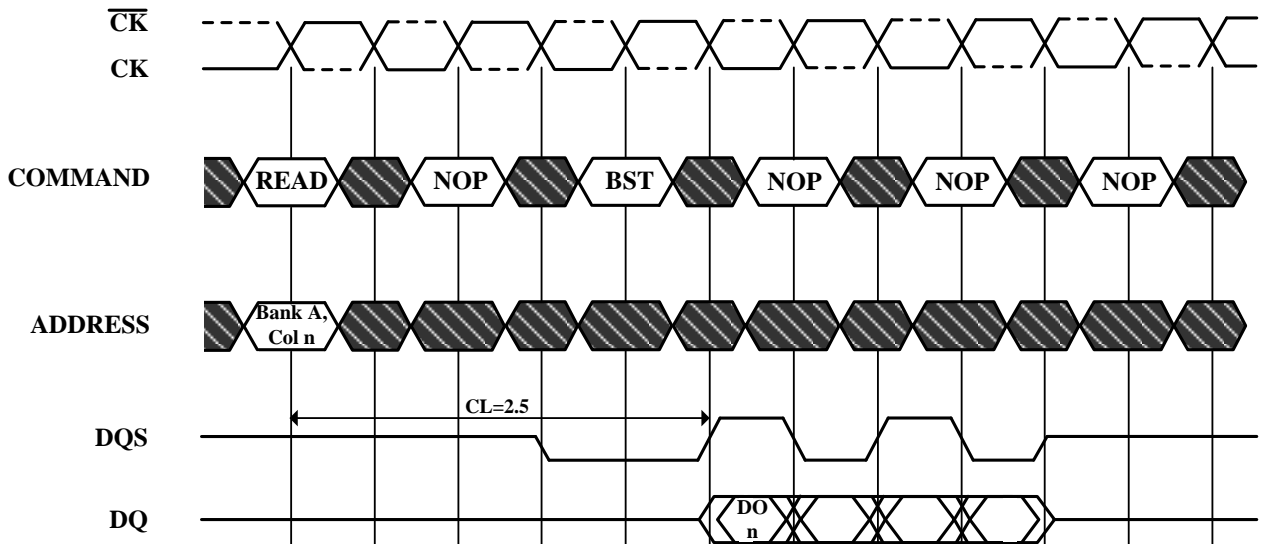 CK
CK
COMMAND
READ NOP BST NOP NOP NOP
ADDRESS
Bank A,
Col n
CL=2.5
DQS
DQ
DO
n